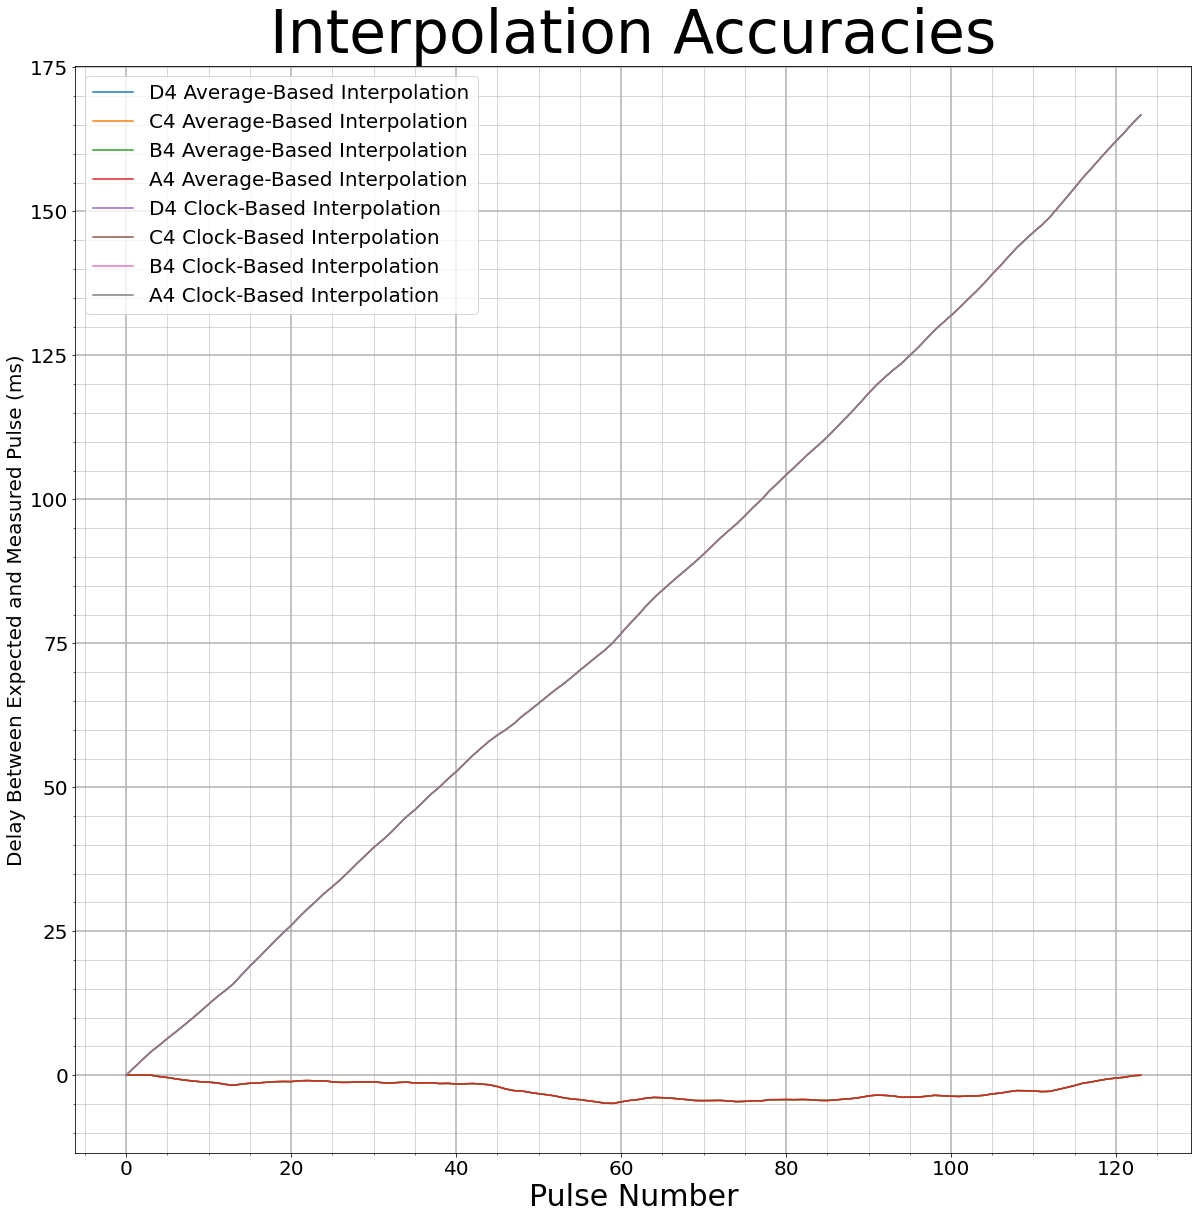 Interpolation Accuracies
175
150
125
100
75
50
25
0
Delay Between Expected and Measured Pulse (ms)
D4 Average-Based Interpolation
C4 Average-Based Interpolation
B4 Average-Based Interpolation
A4 Average-Based Interpolation
D4 Clock-Based Interpolation
C4 Clock-Based Interpolation
B4 Clock-Based Interpolation
A4 Clock-Based Interpolation
0 20 40 60 80 100 120
Pulse Number